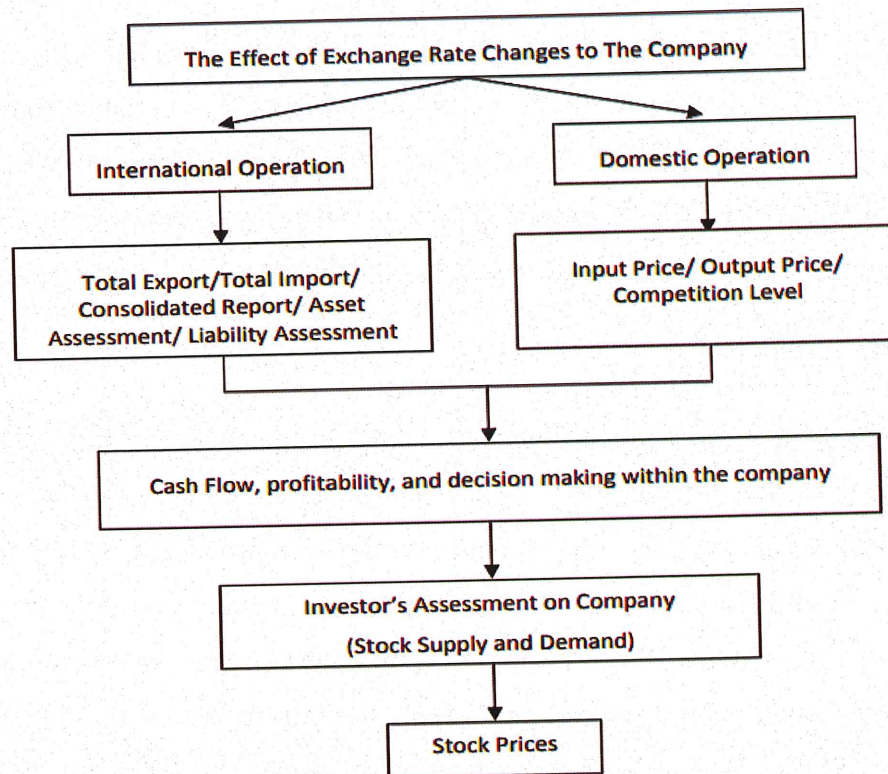 The Effect of Exchange Rate Changes to The Company
International Operation
Domestic Operation
Total Export/Total Import/
Consolidated Report/ Asset
Assessment/ Liability Assessment
Input Price/ Output Price/
Competition Level
Cash Flow, profitability, and decision making within the company
Investor's Assessment on Company
(Stock Supply and Demand)
Stock Prices